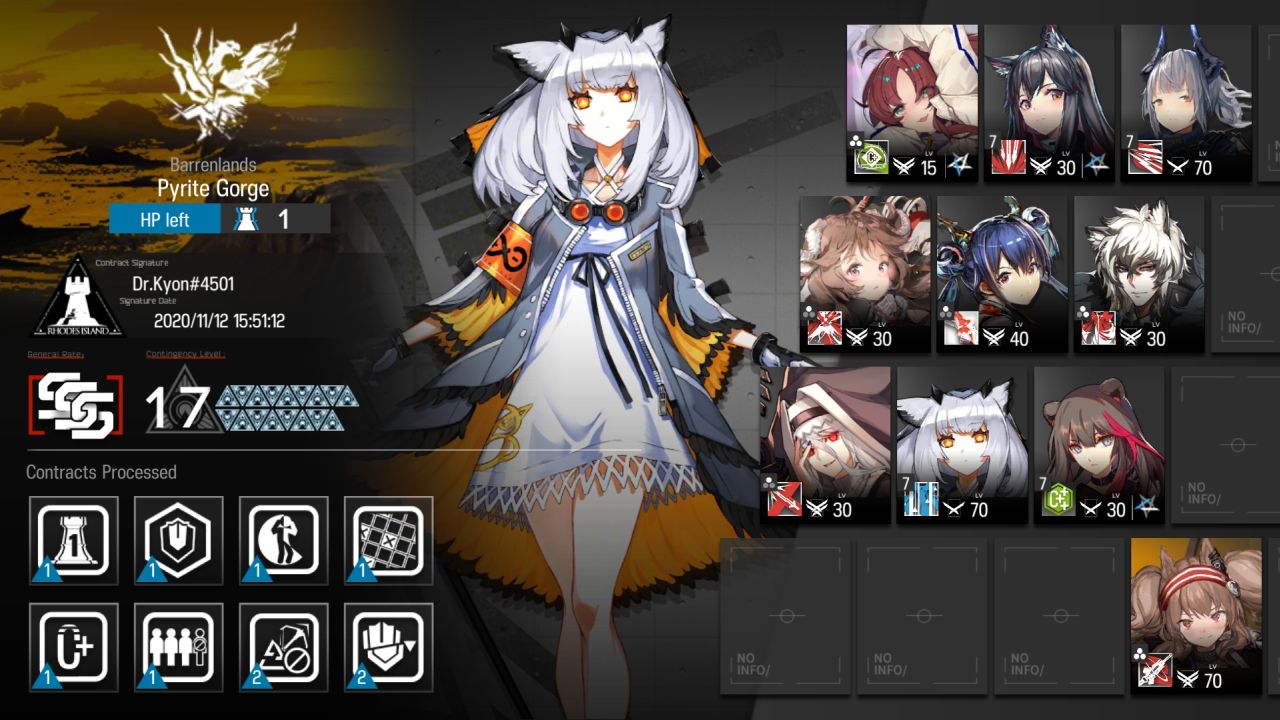 Barrenlands
Pyrite Gorge
HP left 1
Contract Signature
Dr.Kyon#4501
Signature Date
2020/11/12 15:51:12
RHODES ISLAND
General Rate:
Contingency Level:
SSS
17
Contracts Processed
1
1
1
1
1
C+
1
1
2
2
LV
15
7
LV
30
7
LV
70
LV
30
LV
40
LV
30
NO
INFO/
LV
30
7
LV
70
7
C+
LV
30
NO
INFO/
NO
INFO/
NO
INFO/
NO
INFO/
LV
70